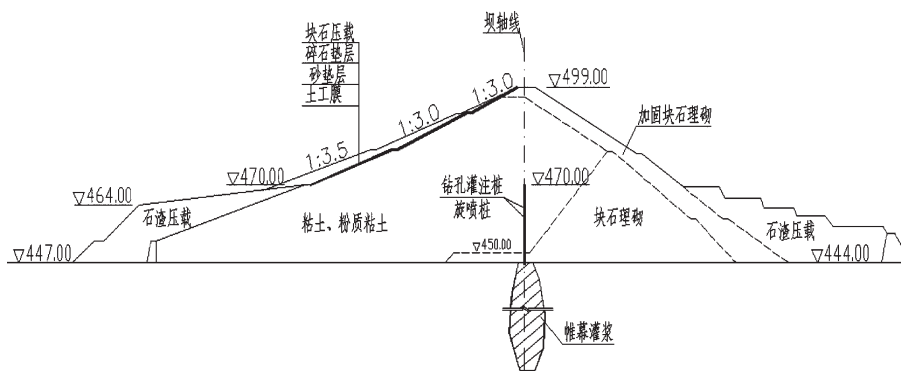 块石压载
碎石垫层
砂垫层
土工膜
坝轴线
▽499.00
1:3.0
1:3.0
1:3.5
加固块石理砌
▽470.00
▽464.00
钻孔灌注桩
旋喷桩
▽470.00
石渣压载
粘土、粉质粘土
块石理砌
石渣压载
▽450.00
▽447.00
▽444.00
帷幕灌浆